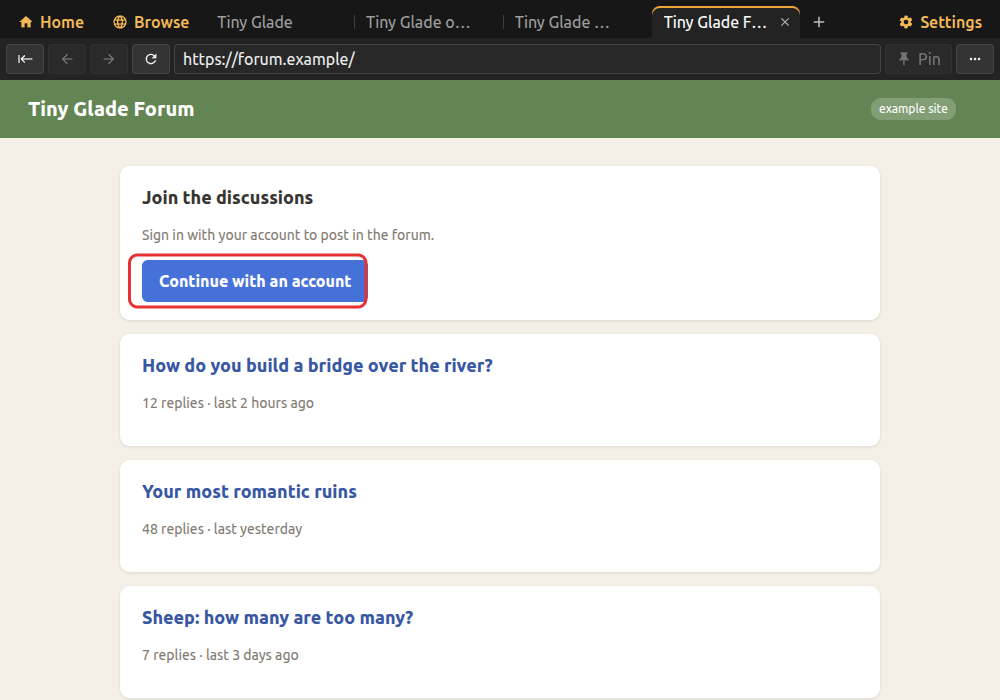 Home
Browse
Tiny Glade
Tiny Glade o...
Tiny Glade ...
Tiny Glade F...
Settings
https://forum.example/
Pin
Tiny Glade Forum
example site
Join the discussions
Sign in with your account to post in the forum.
Continue with an account
How do you build a bridge over the river?
12 replies · last 2 hours ago
Your most romantic ruins
48 replies · last yesterday
Sheep: how many are too many?
7 replies · last 3 days ago